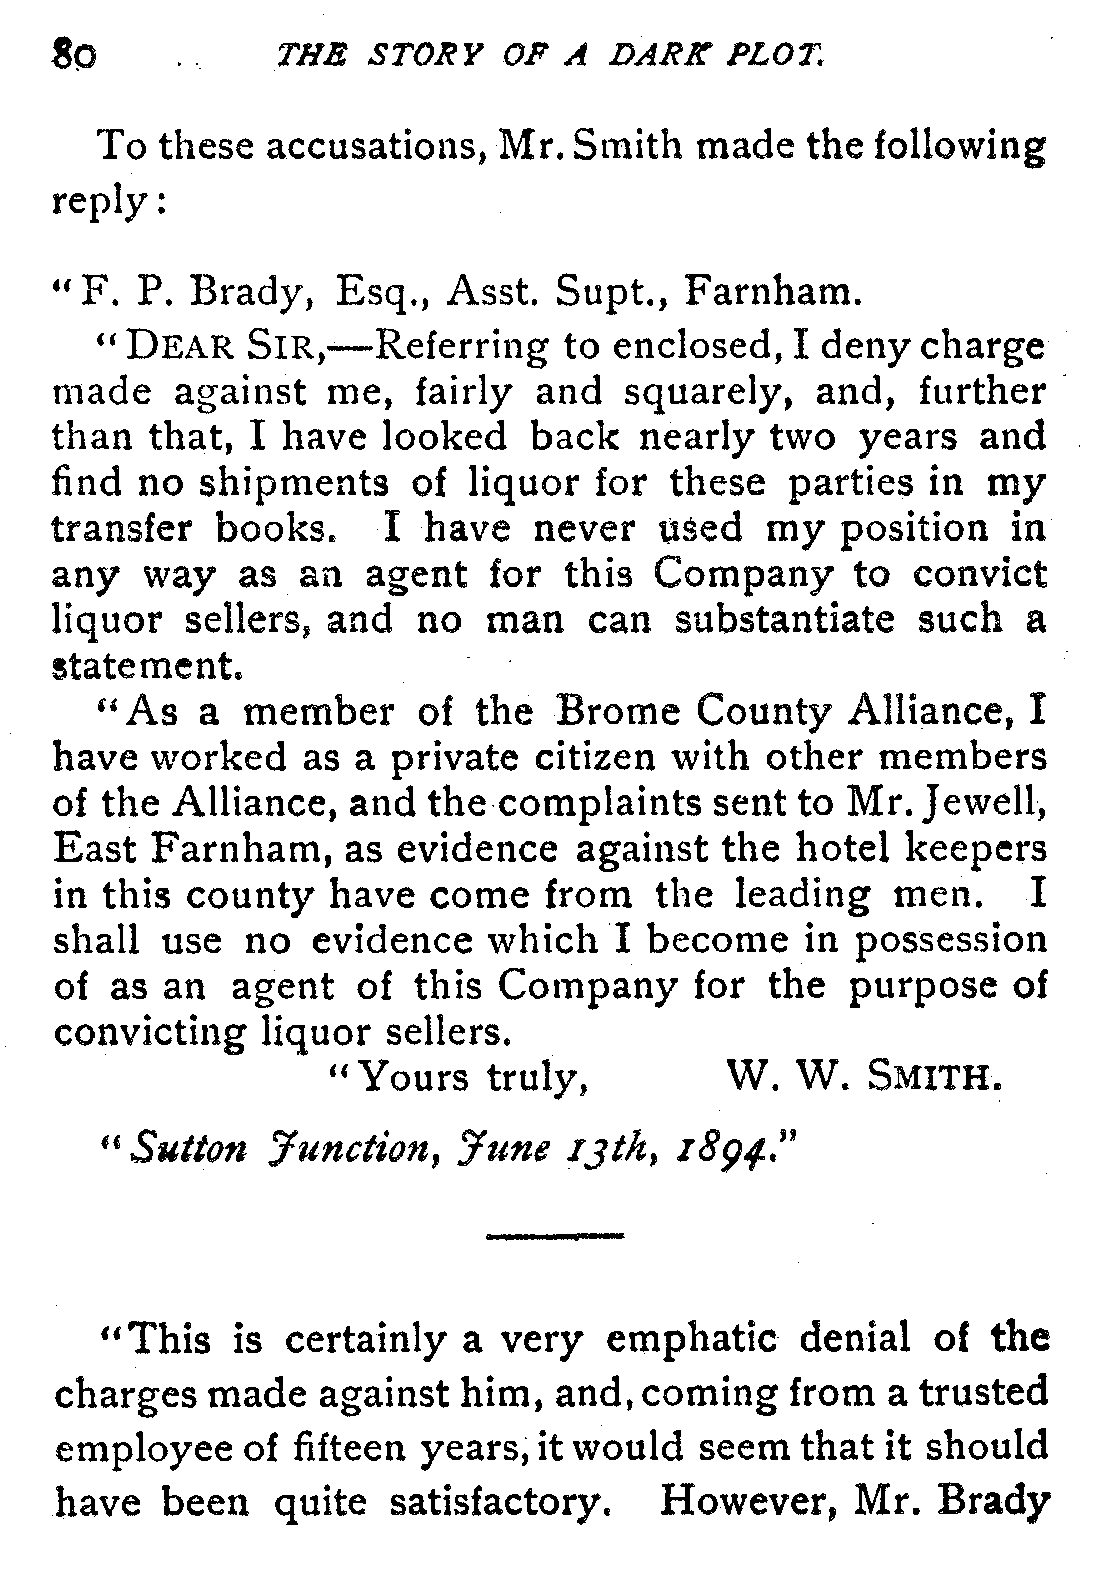 80 THE STORY OF A DARK PLOT.
To these accusations, Mr. Smith made the following
reply:
"F. P. Brady, Esq., Asst. Supt., Farnham.
"DEAR SIR,—Referring to enclosed, I deny charge
made against me, fairly and squarely, and, further
than that, I have looked back nearly two years and
find no shipments of liquor for these parties in my
transfer books. I have never used my position in
any way as an agent for this Company to convict
liquor sellers, and no man can substantiate such a
statement.
"As a member of the Brome County Alliance, I
have worked as a private citizen with other members
of the Alliance, and the complaints sent to Mr. Jewell,
East Farnham, as evidence against the hotel keepers
in this county have come from the leading men. I
shall use no evidence which I become in possession
of as an agent of this Company for the purpose of
convicting liquor sellers.
"Yours truly, W. W. SMITH.
"Sutton Junction, June 13th, 1894."
"This is certainly a very emphatic denial of the
charges made against him, and, coming from a trusted
employee of fifteen years, it would seem that it should
have been quite satisfactory. However, Mr. Brady